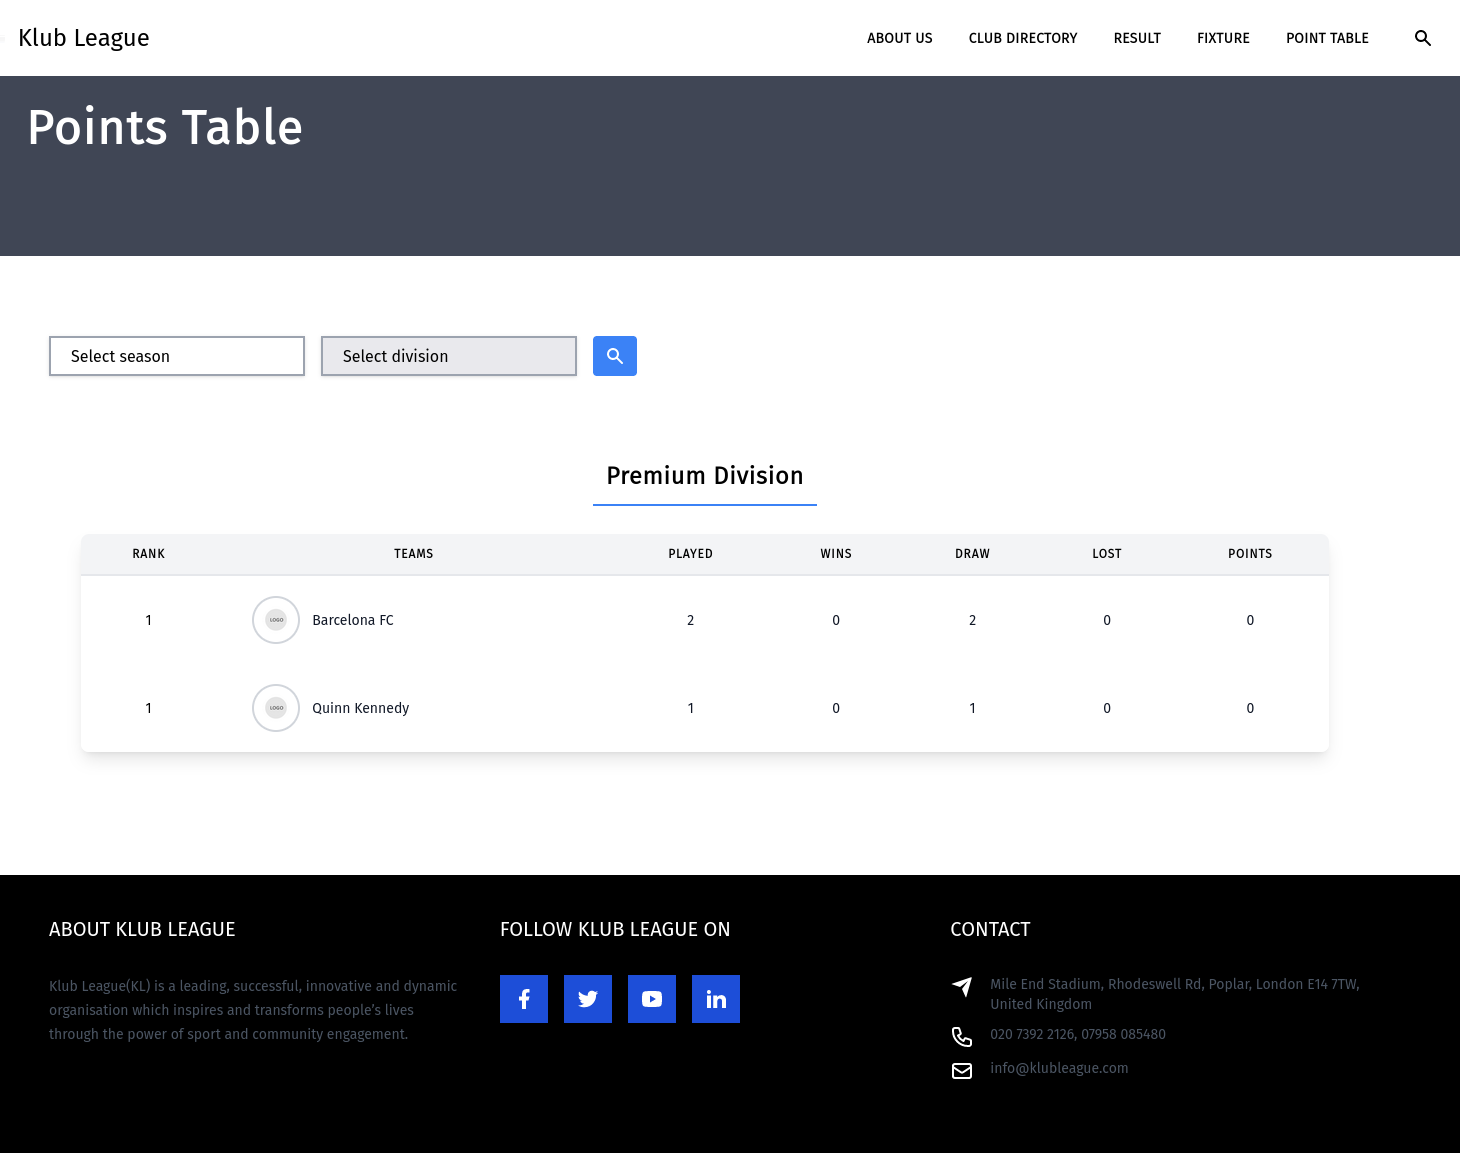 Klub League
ABOUT US CLUB DIRECTORY RESULT FIXTURE POINT TABLE
Points Table
Select season Select division
Premium Division
RANK TEAMS PLAYED WINS DRAW LOST POINTS
1 LOGO Barcelona FC 2 0 2 0 0
1 LOGO Quinn Kennedy 1 0 1 0 0
ABOUT KLUB LEAGUE
Klub League(KL) is a leading, successful, innovative and dynamic
organisation which inspires and transforms people’s lives
through the power of sport and community engagement.
FOLLOW KLUB LEAGUE ON
CONTACT
Mile End Stadium, Rhodeswell Rd, Poplar, London E14 7TW,
United Kingdom
020 7392 2126, 07958 085480
info@klubleague.com